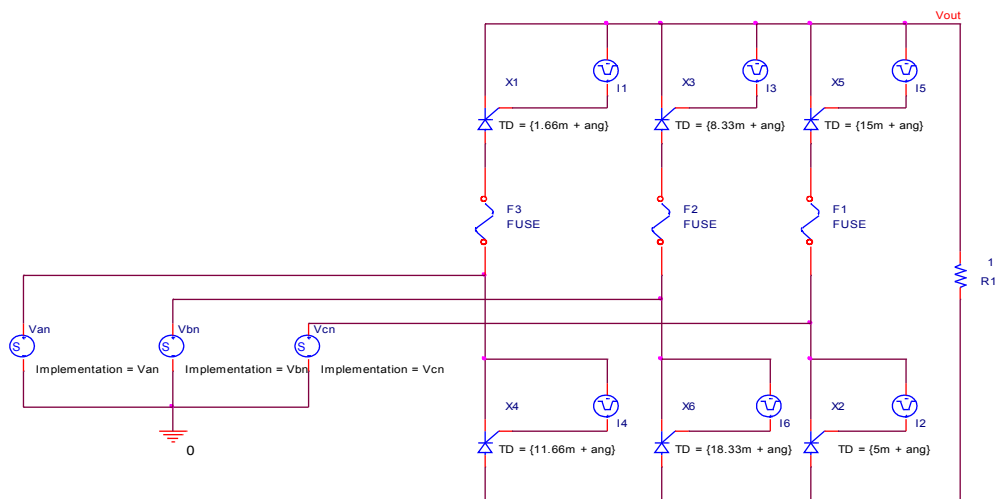 Vout
X1
I1
X3
I3
X5
I5
TD = {1.66m + ang}
TD = {8.33m + ang}
TD = {15m + ang}
F3
FUSE
F2
FUSE
F1
FUSE
1
R1
Van
Vbn
Vcn
S
S
S
Implementation = Van
Implementation = Vbn
Implementation = Vcn
0
X4
I4
X6
I6
X2
I2
TD = {11.66m + ang}
TD = {18.33m + ang}
TD = {5m + ang}